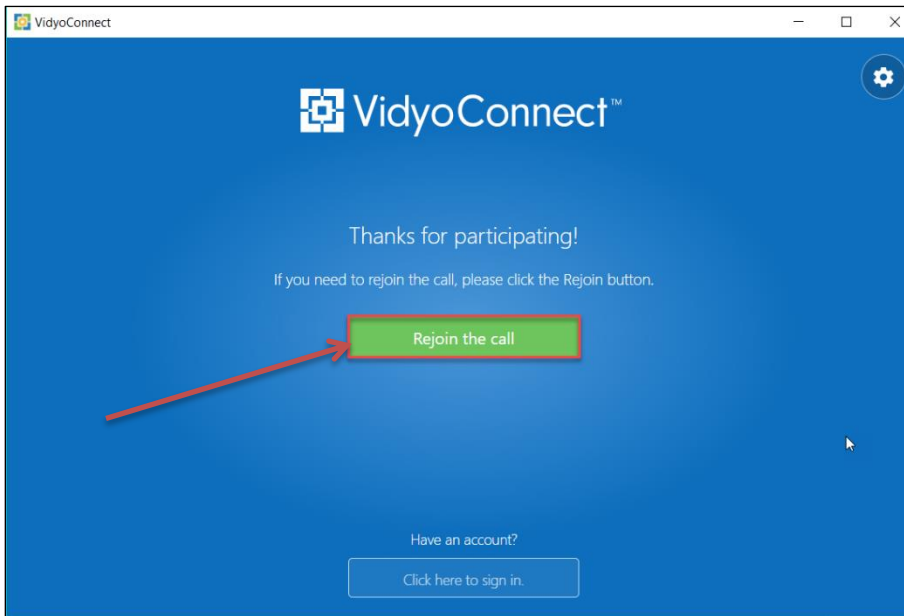 VidyoConnect
VidyoConnect™
Thanks for participating!
If you need to rejoin the call, please click the Rejoin button.
Rejoin the call
Have an account?
Click here to sign in.